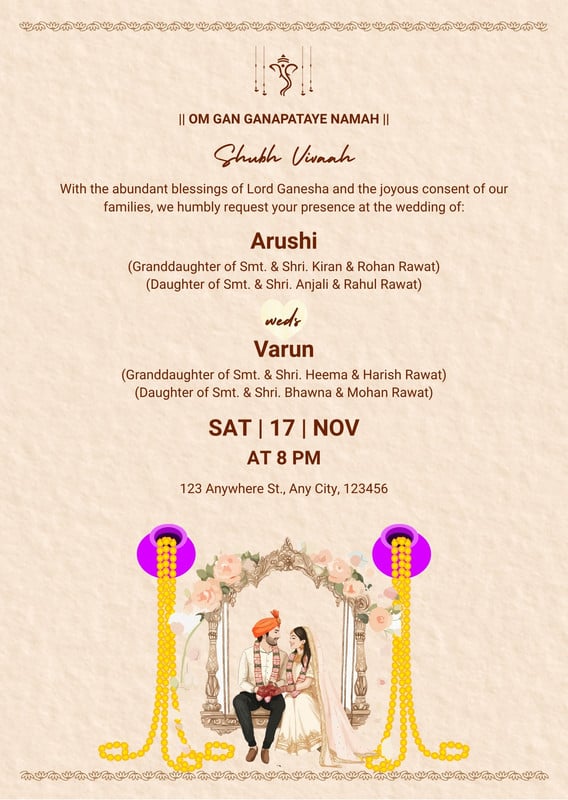 || OM GAN GANAPATAYE NAMAH ||
Shubh Vivaah
With the abundant blessings of Lord Ganesha and the joyous consent of our
families, we humbly request your presence at the wedding of:
Arushi
(Granddaughter of Smt. & Shri. Kiran & Rohan Rawat)
(Daughter of Smt. & Shri. Anjali & Rahul Rawat)
weds
Varun
(Granddaughter of Smt. & Shri. Heema & Harish Rawat)
(Daughter of Smt. & Shri. Bhawna & Mohan Rawat)
SAT | 17 | NOV
AT 8 PM
123 Anywhere St., Any City, 123456